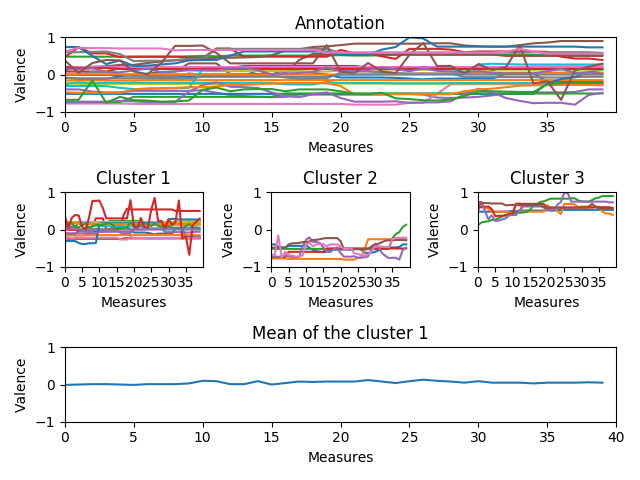 Annotation
Valence
1
0
−1
0 5 10 15 20 25 30 35
Measures
Cluster 1 Cluster 2 Cluster 3
Valence Valence Valence
1 1 1
0 0 0
−1 −1 −1
0 5 10 15 20 25 30 35 0 5 10 15 20 25 30 35 0 5 10 15 20 25 30 35
Measures Measures Measures
Mean of the cluster 1
Valence
1
0
−1
0 5 10 15 20 25 30 35 40
Measures